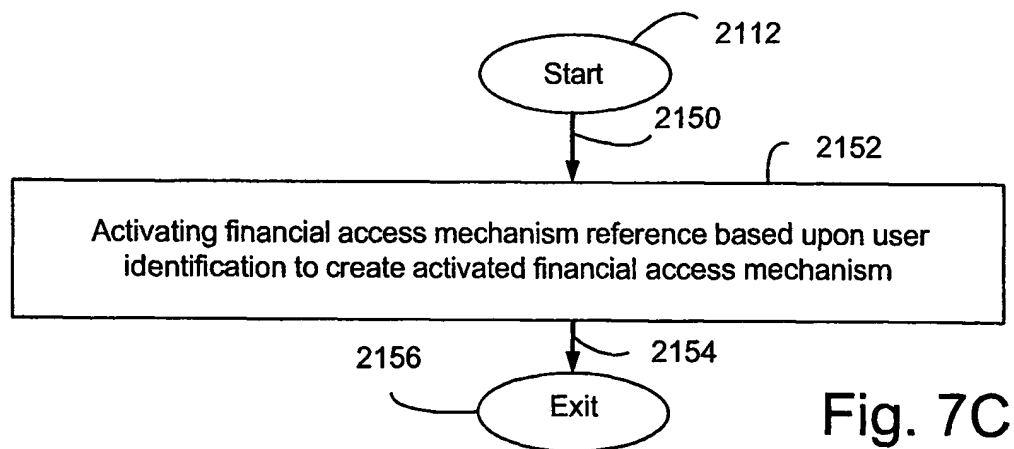 2112
Start
2150
2152
Activating financial access mechanism reference based upon user
identification to create activated financial access mechanism
2156
2154
Exit
Fig. 7C